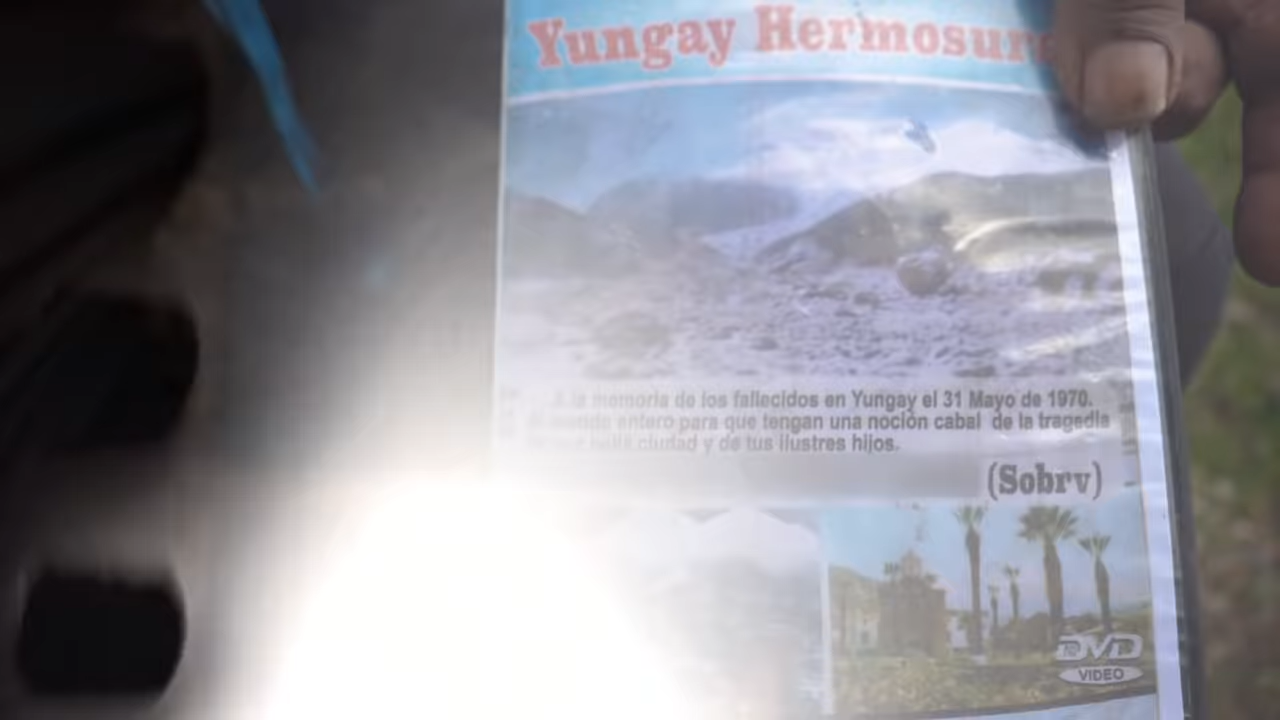 Yungay Hermosur
A la memoria de los fallecidos en Yungay el 31 Mayo de 1970.
entero para que tengan una noción cabal de la tragedia
ciudad y de tus ilustres hijos.
(Sobrv)
DVD
VIDEO